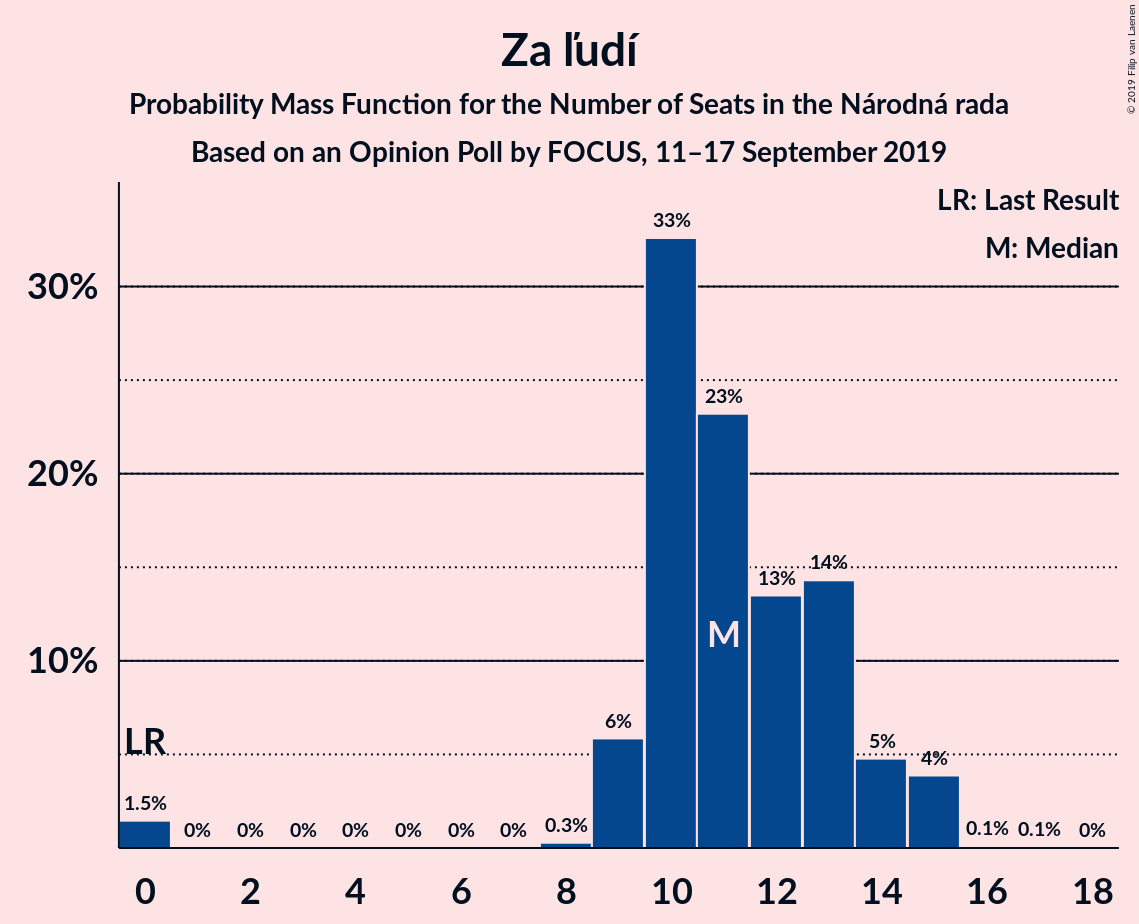 Za ľudí
Probability Mass Function for the Number of Seats in the Národná rada
Based on an Opinion Poll by FOCUS, 11–17 September 2019
© 2019 Filip van Laenen
LR: Last Result
M: Median
33%
30%
23%
20%
14%
13%
M
10%
LR
6%
5%
4%
1.5%
0%
0%
0%
0%
0%
0%
0%
0.3%
0.1%
0.1%
0%
0 2 4 6 8 10 12 14 16 18